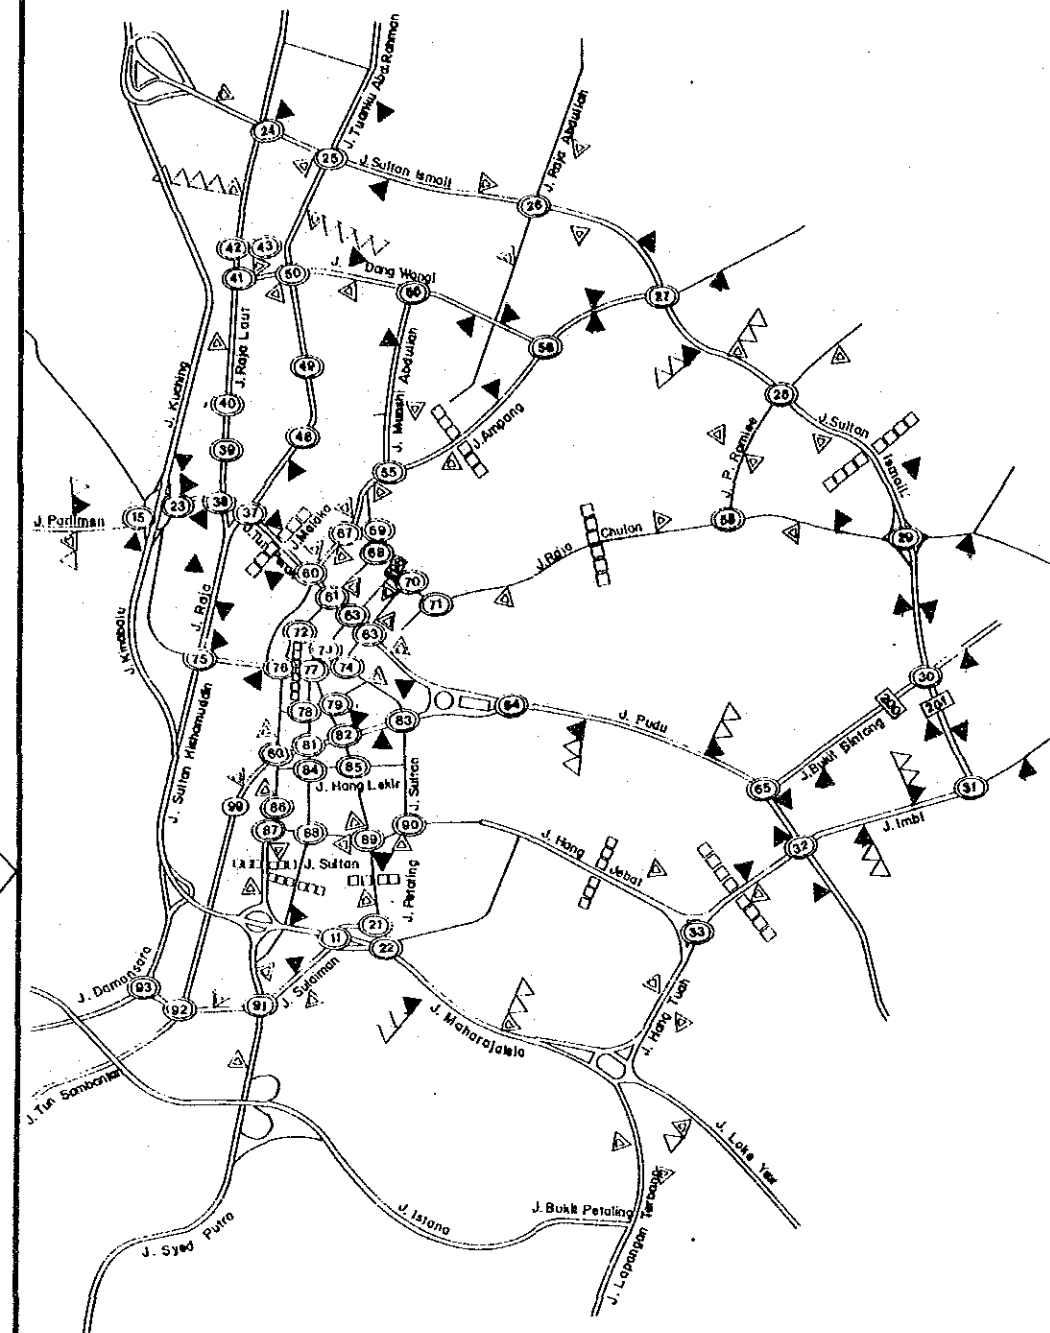 J. Tuanku Abd. Rahman
24
25
J. Sultan Ismail
J. Raja Abdullah
26
42
43
41
50
J. Dang Wangi
27
56
J. Raja Laut
J. Kuching
49
J. Munshi Abdullah
40
48
39
J. Ampang
55
28
J. Sultan
Ismail
J. P. Ramlee
58
J. Raja
Chulan
29
J. Parlimen
15
23
38
37
J. Tun
J. Melaka
67
69
68
60
70
71
61
63
63
72
73
74
75
76
77
J. Raja
J. Kinabalu
J. Sultan Hishamuddin
78
79
81
82
83
64
J. Pudu
30
200
201
J. Bukit Bintang
65
31
J. Imbi
32
84
85
J. Hang Lekir
J. Sultan
99
86
87
88
89
90
J. Sultan
J. Petaling
J. Hang
Jebat
33
11
21
22
J. Sulaiman
J. Damansara
93
92
91
J. Maharajalela
J. Hang Tuah
J. Tun Sambantan
J. Loke Yew
J. Istana
J. Bukit Petaling
J. Lapangan Terbang
J. Syed Putra